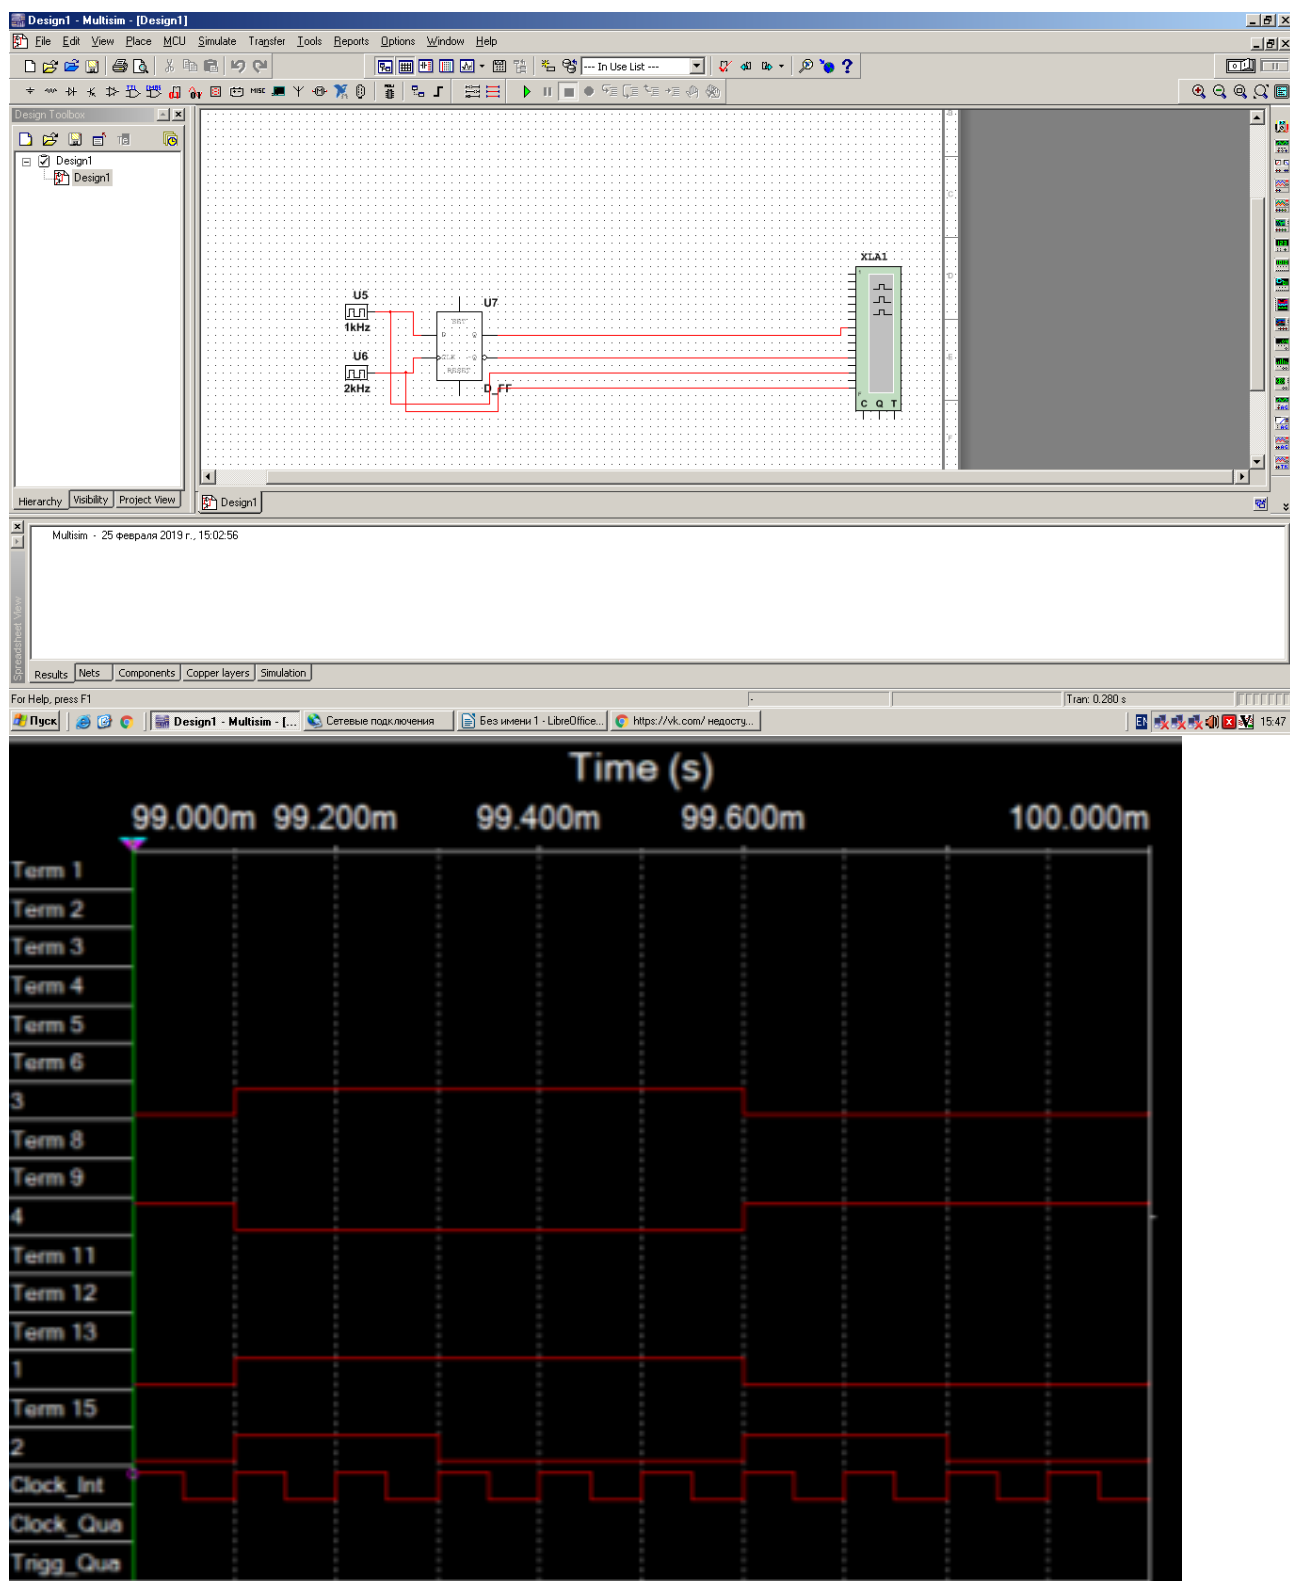 Design1 - Multisim - [Design1]
File Edit View Place MCU Simulate Transfer Tools Reports Options Window Help
--- In Use List ---
Design Toolbox
Design1
Design1
Hierarchy Visibility Project View
XLA1
U5
1kHz
U6
2kHz
U7
SET
D Q
CLK Q
RESET
D_FF
C Q T
C
D
E
F
Design1
Multisim - 25 февраля 2019 г., 15:02:56
Spreadsheet View
Results Nets Components Copper layers Simulation
For Help, press F1
Tran: 0.280 s
Пуск Design1 - Multisim - [... Сетевые подключения Без имени 1 - LibreOffice... https://vk.com/ недосту... EN 15:47
Time (s)
99.000m 99.200m 99.400m 99.600m 100.000m
Term 1
Term 2
Term 3
Term 4
Term 5
Term 6
3
Term 8
Term 9
4
Term 11
Term 12
Term 13
1
Term 15
2
Clock_Int
Clock_Qua
Trigg_Qua